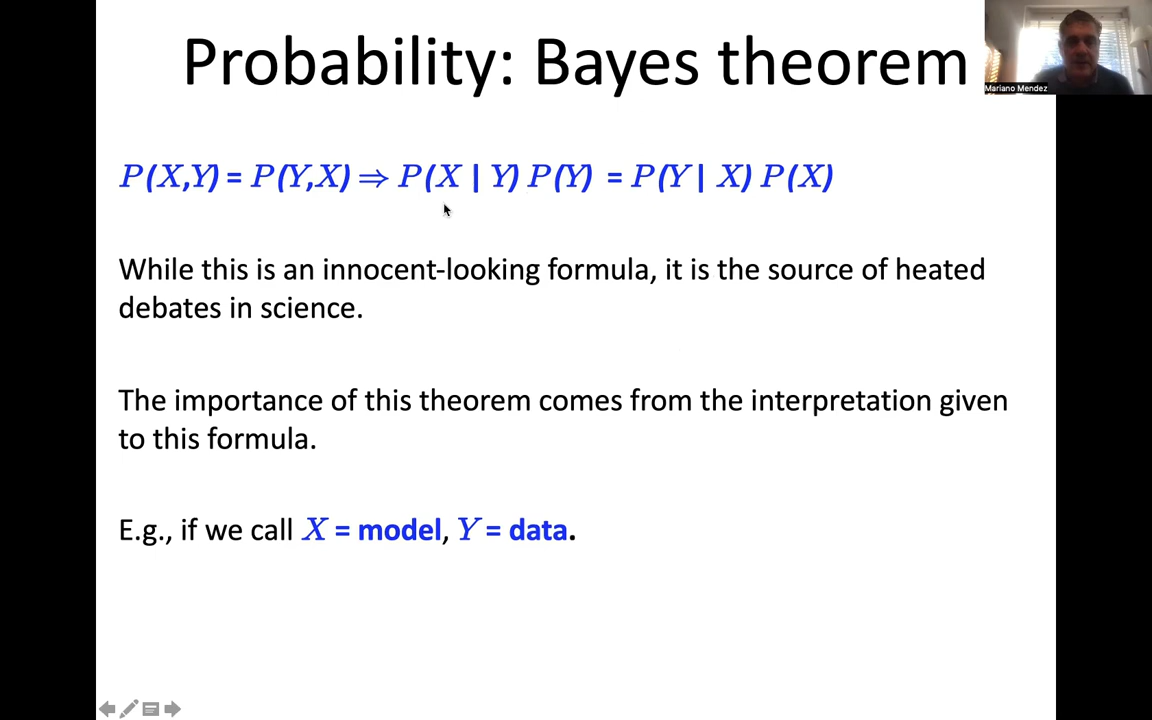 Probability: Bayes theorem
Mariano Mendez
P(X,Y) = P(Y,X) ⇒ P(X | Y) P(Y) = P(Y | X) P(X)
While this is an innocent-looking formula, it is the source of heated
debates in science.
The importance of this theorem comes from the interpretation given
to this formula.
E.g., if we call X = model, Y = data.